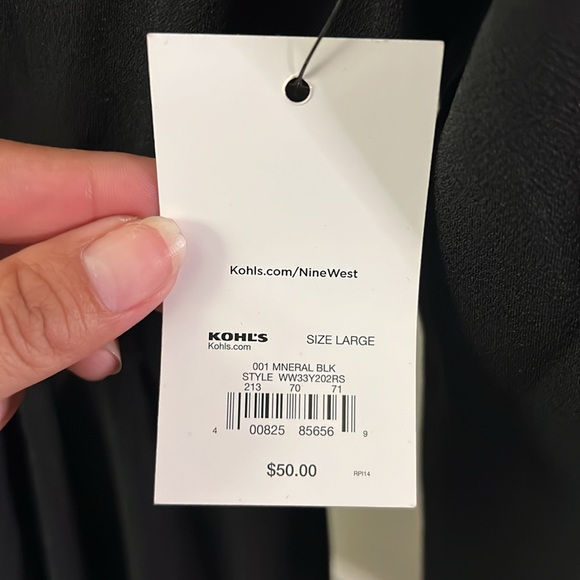 Kohls.com/NineWest
KOHL'S SIZE LARGE
Kohls.com
001 MNERAL BLK
STYLE WW33Y202RS
213 70 71
4 00825 85656 9
$50.00
RPI14